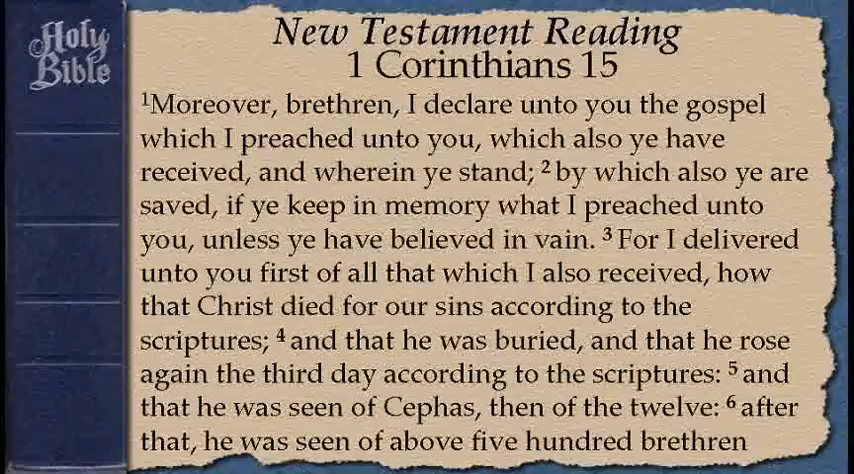 Holy
Bible
New Testament Reading
1 Corinthians 15
¹Moreover, brethren, I declare unto you the gospel
which I preached unto you, which also ye have
received, and wherein ye stand; ² by which also ye are
saved, if ye keep in memory what I preached unto
you, unless ye have believed in vain. ³ For I delivered
unto you first of all that which I also received, how
that Christ died for our sins according to the
scriptures; ⁴ and that he was buried, and that he rose
again the third day according to the scriptures: ⁵ and
that he was seen of Cephas, then of the twelve: ⁶ after
that, he was seen of above five hundred brethren